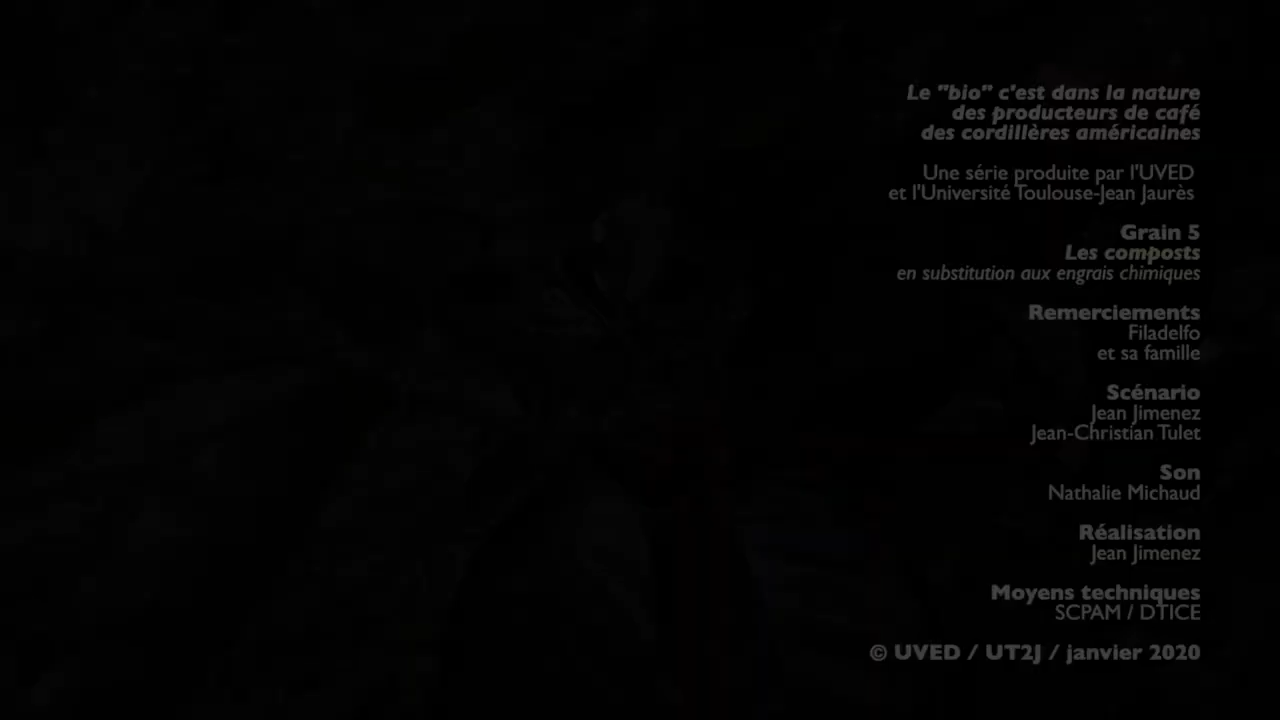 Le "bio" c'est dans la nature
des producteurs de café
des cordillères américaines
Une série produite par l'UVED
et l'Université Toulouse-Jean Jaurès
Grain 5
Les composts
en substitution aux engrais chimiques
Remerciements
Filadelfo
et sa famille
Scénario
Jean Jimenez
Jean-Christian Tulet
Son
Nathalie Michaud
Réalisation
Jean Jimenez
Moyens techniques
SCPAM / DTICE
© UVED / UT2J / janvier 2020